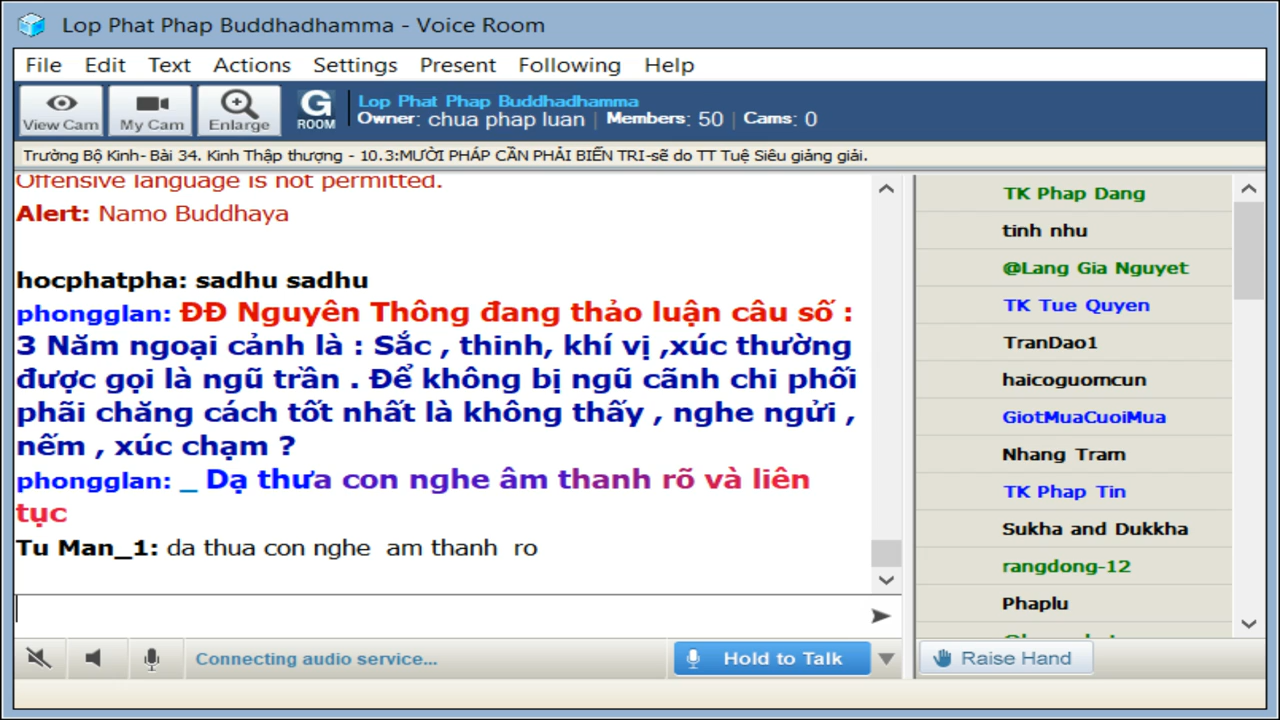 Lop Phat Phap Buddhadhamma - Voice Room
File Edit Text Actions Settings Present Following Help
View Cam
My Cam
Enlarge
G
ROOM
Lop Phat Phap Buddhadhamma
Owner: chua phap luan | Members: 50 | Cams: 0
Trường Bộ Kinh- Bài 34. Kinh Thập thượng - 10.3:MƯỜI PHÁP CẦN PHẢI BIẾN TRI-sẽ do TT Tuệ Siêu giảng giải.
Offensive language is not permitted.
Alert: Namo Buddhaya
hocphatpha: sadhu sadhu
phongglan: ĐĐ Nguyên Thông đang thảo luận câu số :
3 Năm ngoại cảnh là : Sắc , thinh, khí vị ,xúc thường
được gọi là ngũ trần . Để không bị ngũ cãnh chi phối
phãi chăng cách tốt nhất là không thấy , nghe ngửi ,
nếm , xúc chạm ?
phongglan: _ Dạ thưa con nghe âm thanh rõ và liên
tục
Tu Man_1: da thua con nghe am thanh ro
TK Phap Dang
tinh nhu
@Lang Gia Nguyet
TK Tue Quyen
TranDao1
haicoguomcun
GiotMuaCuoiMua
Nhang Tram
TK Phap Tin
Sukha and Dukkha
rangdong-12
Phaplu
Connecting audio service...
Hold to Talk
Raise Hand